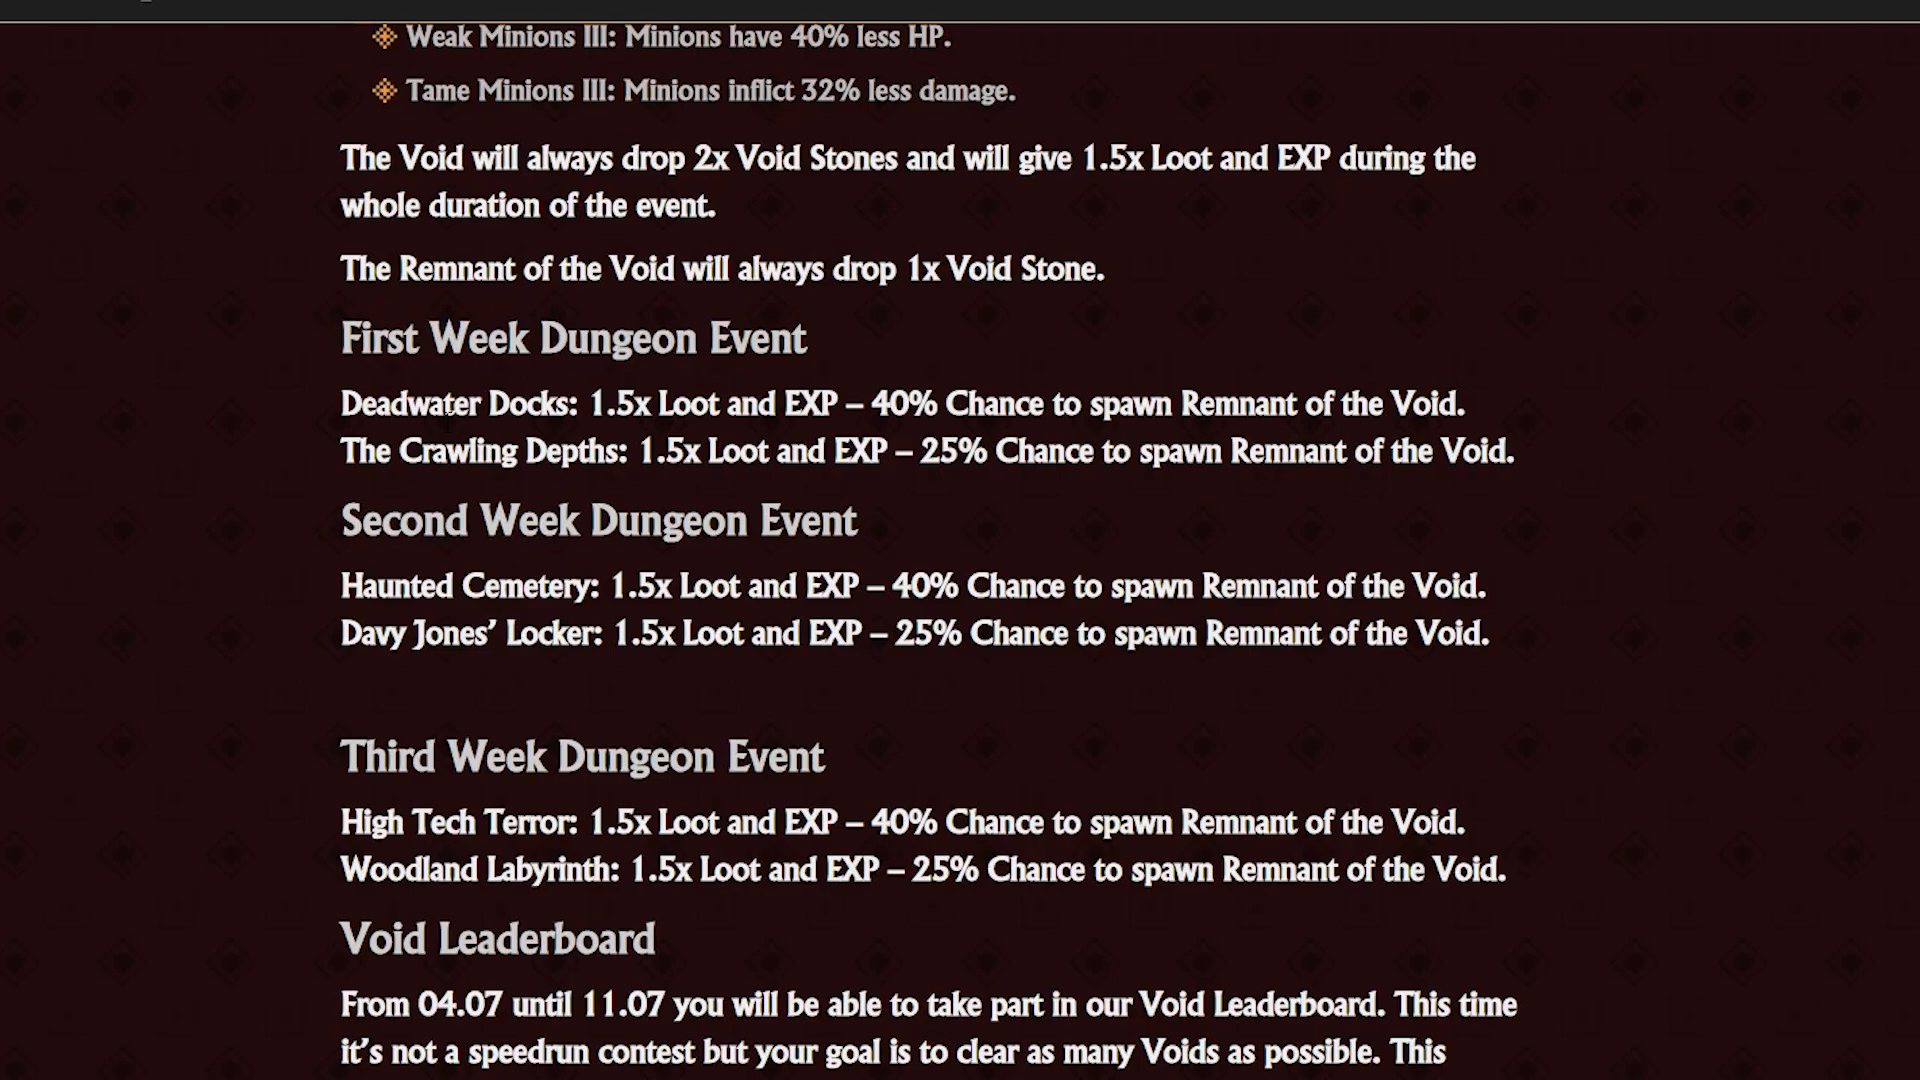 Weak Minions III: Minions have 40% less HP.
Tame Minions III: Minions inflict 32% less damage.
The Void will always drop 2x Void Stones and will give 1.5x Loot and EXP during the
whole duration of the event.
The Remnant of the Void will always drop 1x Void Stone.
First Week Dungeon Event
Deadwater Docks: 1.5x Loot and EXP – 40% Chance to spawn Remnant of the Void.
The Crawling Depths: 1.5x Loot and EXP – 25% Chance to spawn Remnant of the Void.
Second Week Dungeon Event
Haunted Cemetery: 1.5x Loot and EXP – 40% Chance to spawn Remnant of the Void.
Davy Jones’ Locker: 1.5x Loot and EXP – 25% Chance to spawn Remnant of the Void.
Third Week Dungeon Event
High Tech Terror: 1.5x Loot and EXP – 40% Chance to spawn Remnant of the Void.
Woodland Labyrinth: 1.5x Loot and EXP – 25% Chance to spawn Remnant of the Void.
Void Leaderboard
From 04.07 until 11.07 you will be able to take part in our Void Leaderboard. This time
it’s not a speedrun contest but your goal is to clear as many Voids as possible. This